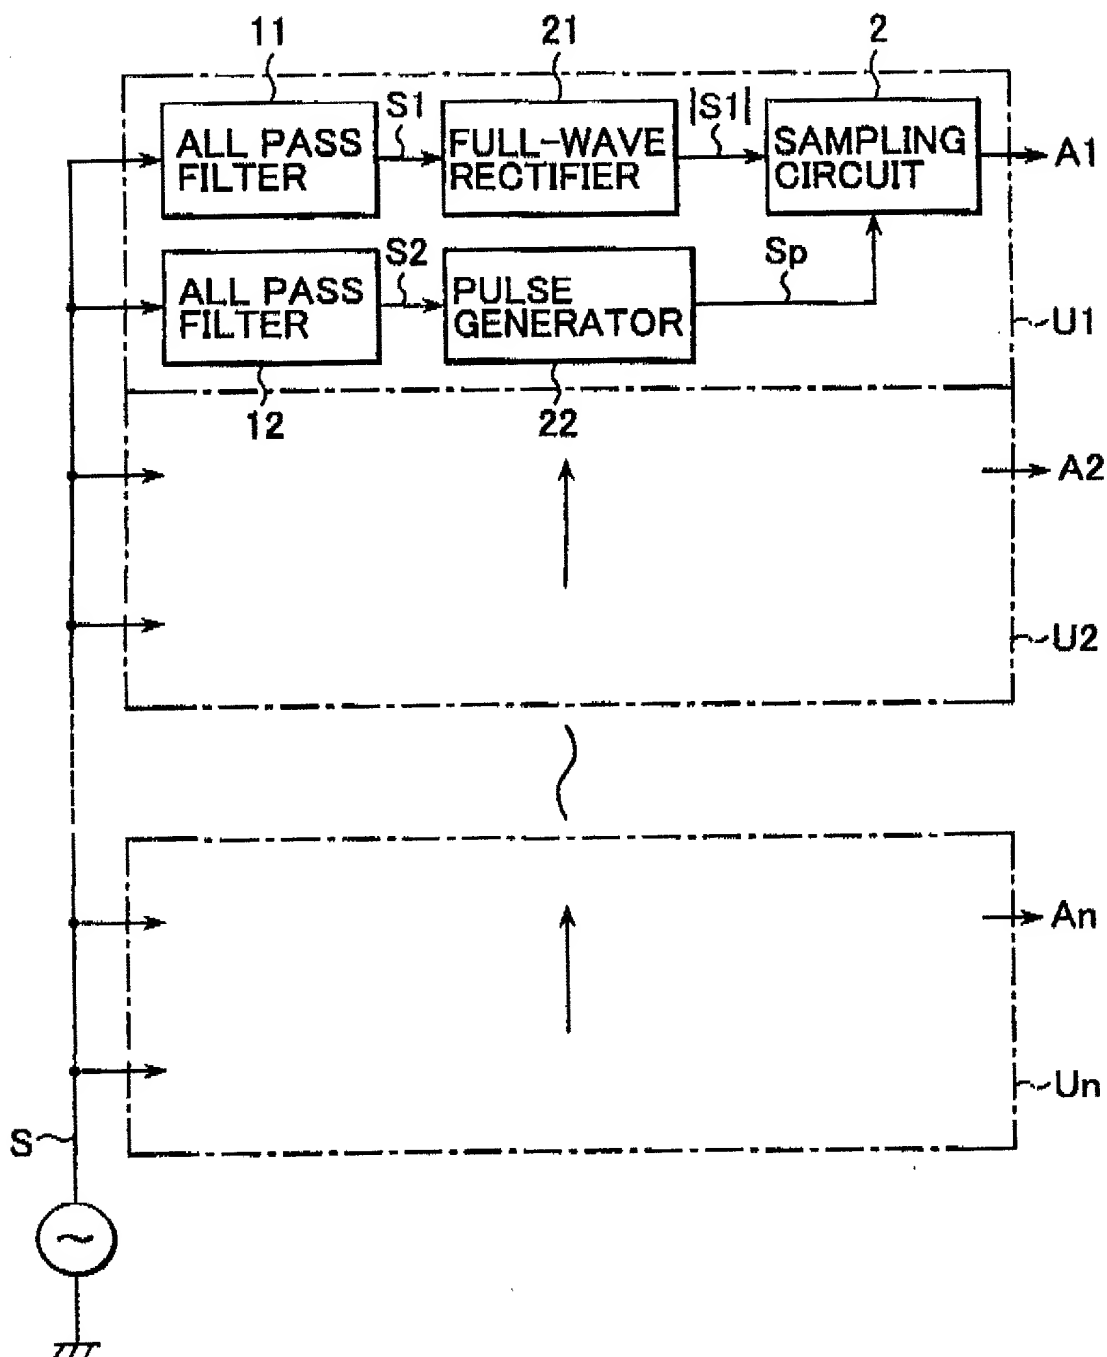 11
21
2
S1
|S1|
ALL PASS
FILTER
FULL-WAVE
RECTIFIER
SAMPLING
CIRCUIT
A1
S2
Sp
ALL PASS
FILTER
PULSE
GENERATOR
U1
12
22
A2
U2
An
Un
S
~